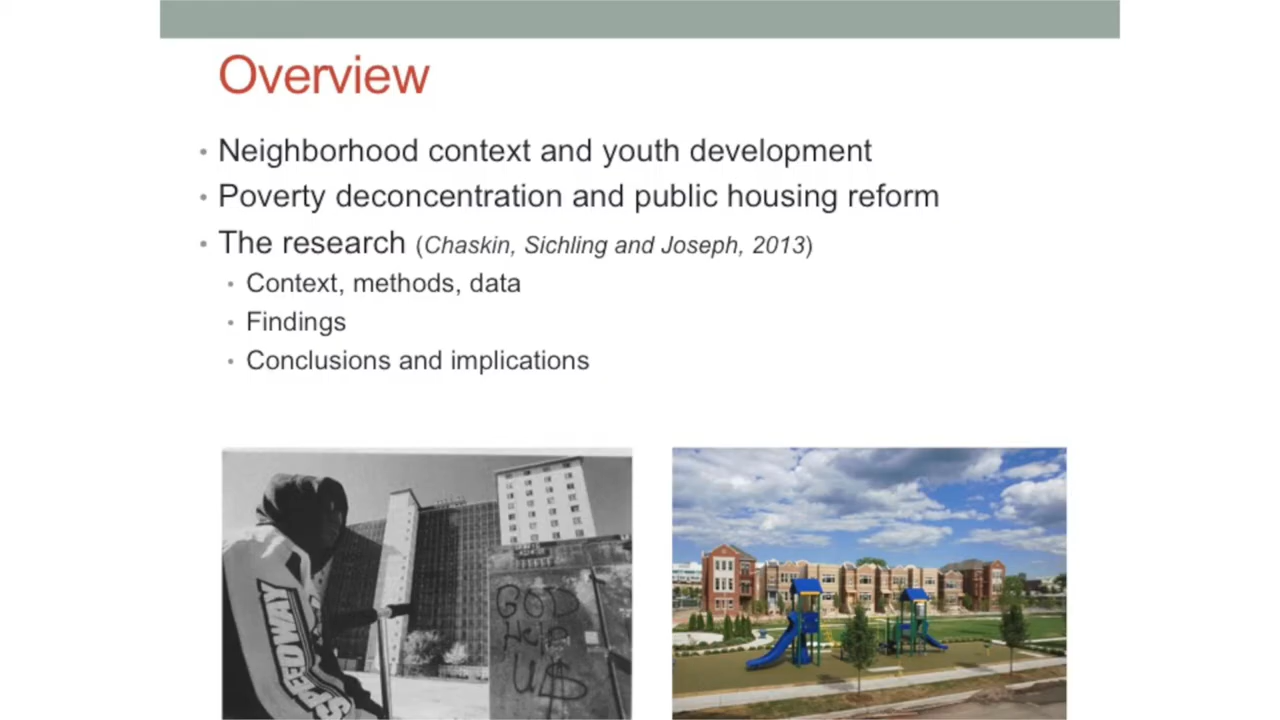 Overview
Neighborhood context and youth development
Poverty deconcentration and public housing reform
The research (Chaskin, Sichling and Joseph, 2013)
Context, methods, data
Findings
Conclusions and implications
SPEEDWAY
GOD
Help
U$